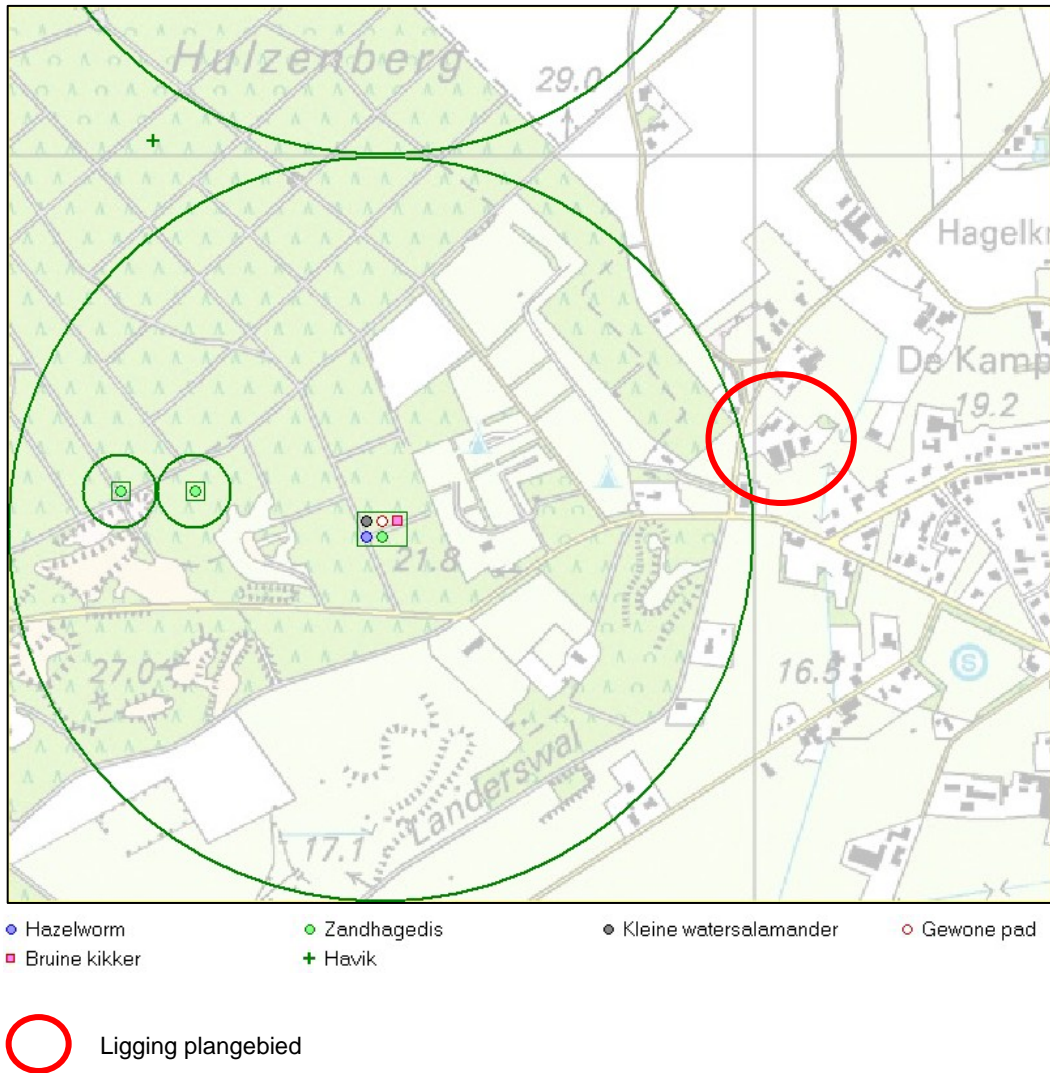 Hulzenberg
29.0
Hagelkr
De Kamp
19.2
21.8
27.0
16.5
S
Landerswal
17.1
Hazelworm
Zandhagedis
Kleine watersalamander
Gewone pad
Bruine kikker
Havik
Ligging plangebied